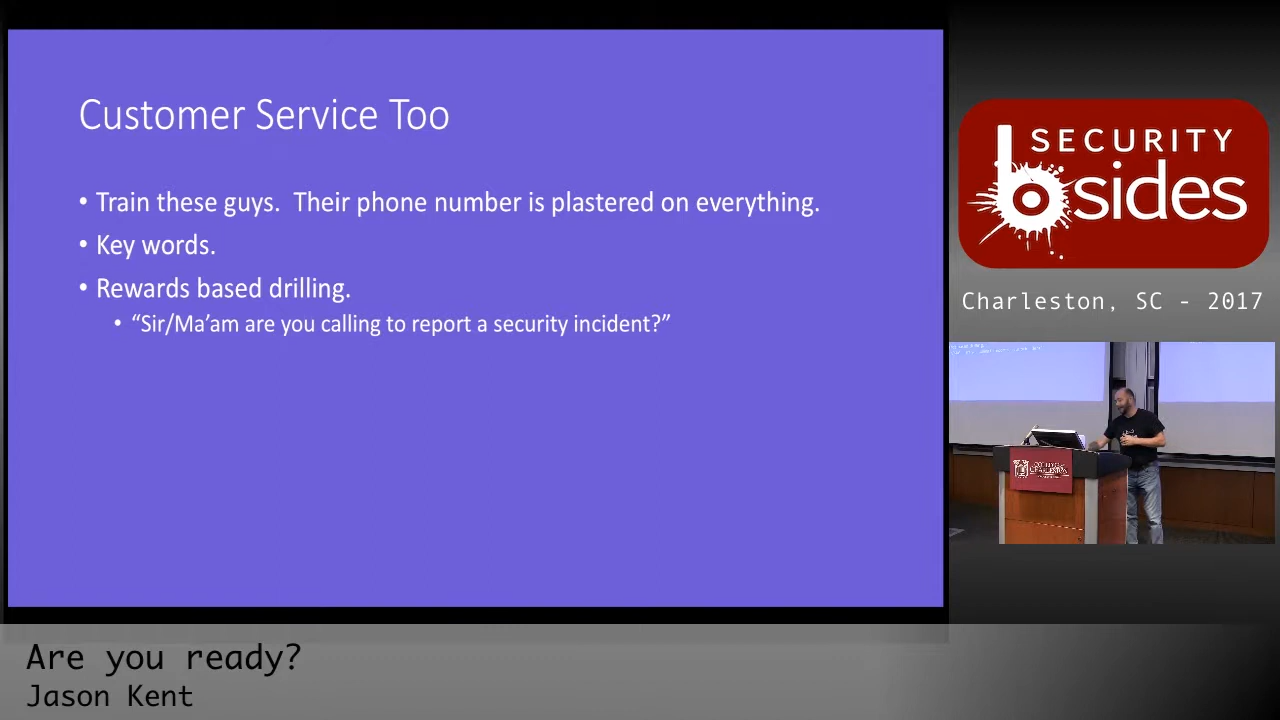 Customer Service Too
• Train these guys.  Their phone number is plastered on everything.
• Key words.
• Rewards based drilling.
• “Sir/Ma’am are you calling to report a security incident?”
SECURITY
bsides
Charleston, SC - 2017
Are you ready?
Jason Kent